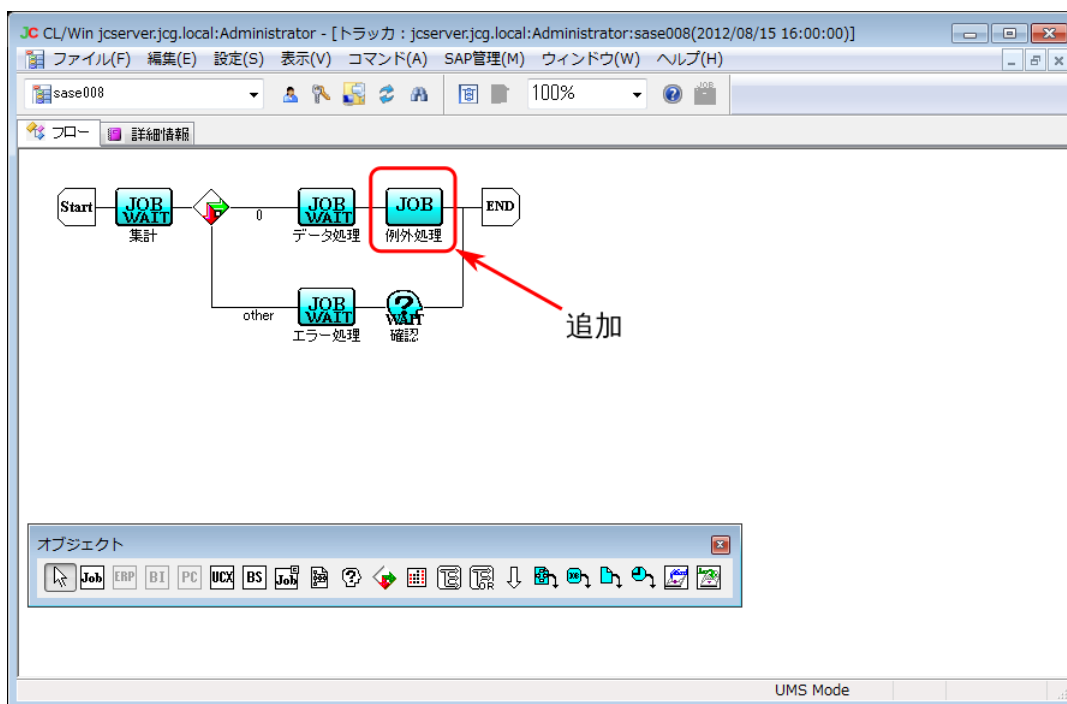 JC CL/Win jcserver.jcg.local:Administrator - [トラッカ : jcserver.jcg.local:Administrator:sase008(2012/08/15 16:00:00)]
ファイル(F) 編集(E) 設定(S) 表示(V) コマンド(A) SAP管理(M) ウィンドウ(W) ヘルプ(H)
sase008 100% JOB
フロー 詳細情報
Start JOB WAIT 0 JOB WAIT JOB END
集計 データ処理 例外処理
other JOB WAIT ? WAIT
エラー処理 確認
追加
オブジェクト
Job ERP BI PC UCX BS Job OR
UMS Mode